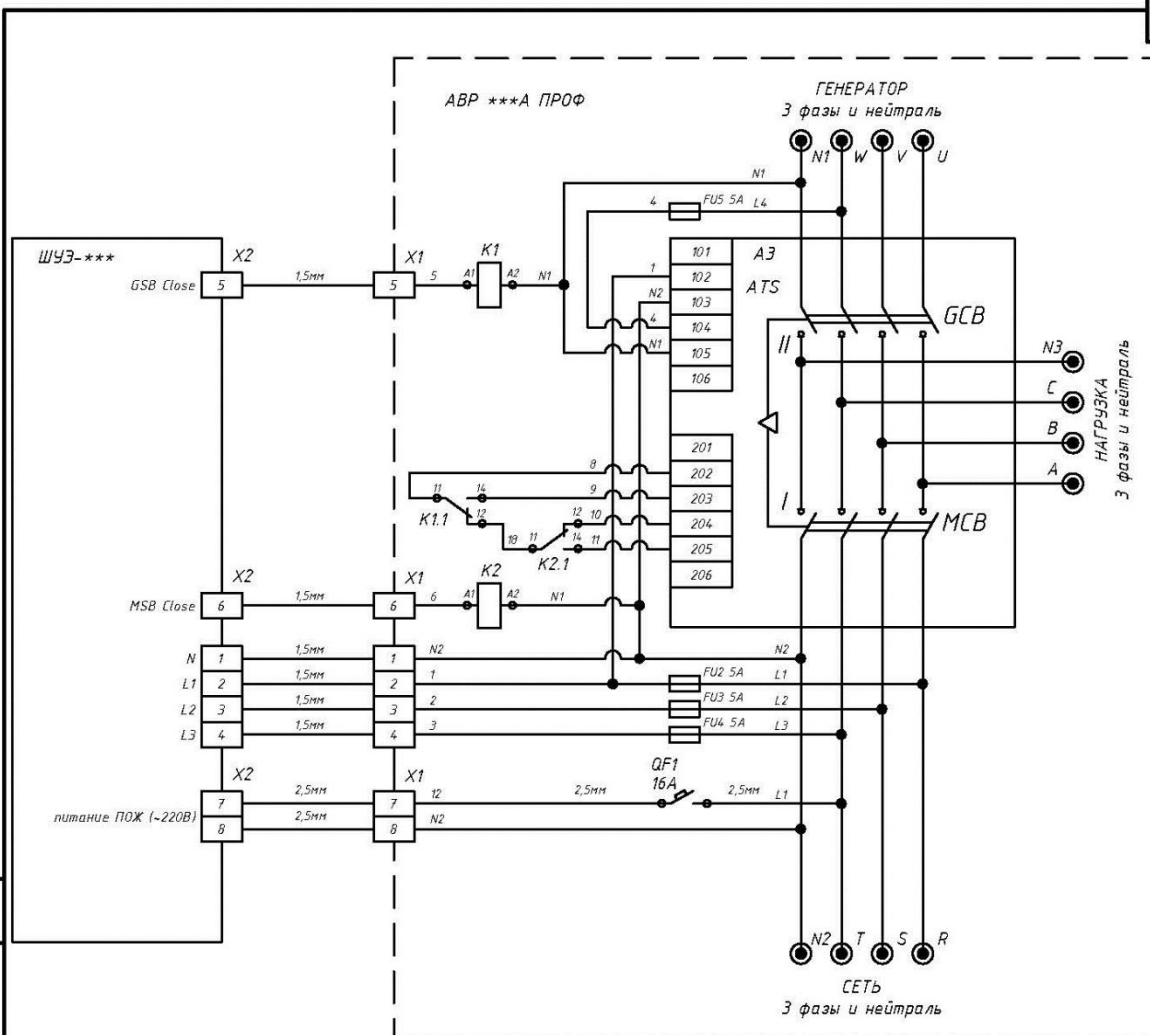 АВР ***А ПРОФ
ГЕНЕРАТОР
3 фазы и нейтраль
N1 W V U
N1
4 FU5 5A L4
ШУЭ-***
X2
X1
K1
GSB Close 5 1,5мм 5 5 A1 A2 N1
101
102
103
104
105
106
A3
ATS
1
N2
4
N1
GCB
II
N3
C
B
A
НАГРУЗКА
3 фазы и нейтраль
201
202
203
204
205
206
8
9
10
11
11 14
12
K1.1
18 11
12
14
K2.1
I
MCB
X2
X1
K2
MSB Close 6 1,5мм 6 6 A1 A2 N1
N 1 1,5мм 1 N2 N2
L1 2 1,5мм 2 1 FU2 5A L1
L2 3 1,5мм 3 2 FU3 5A L2
L3 4 1,5мм 4 3 FU4 5A L3
X2
X1
QF1
16A
7 2,5мм 7 12 2,5мм 2,5мм L1
питание ПОЖ (~220В)
8 2,5мм 8 N2
N2 T S R
СЕТЬ
3 фазы и нейтраль